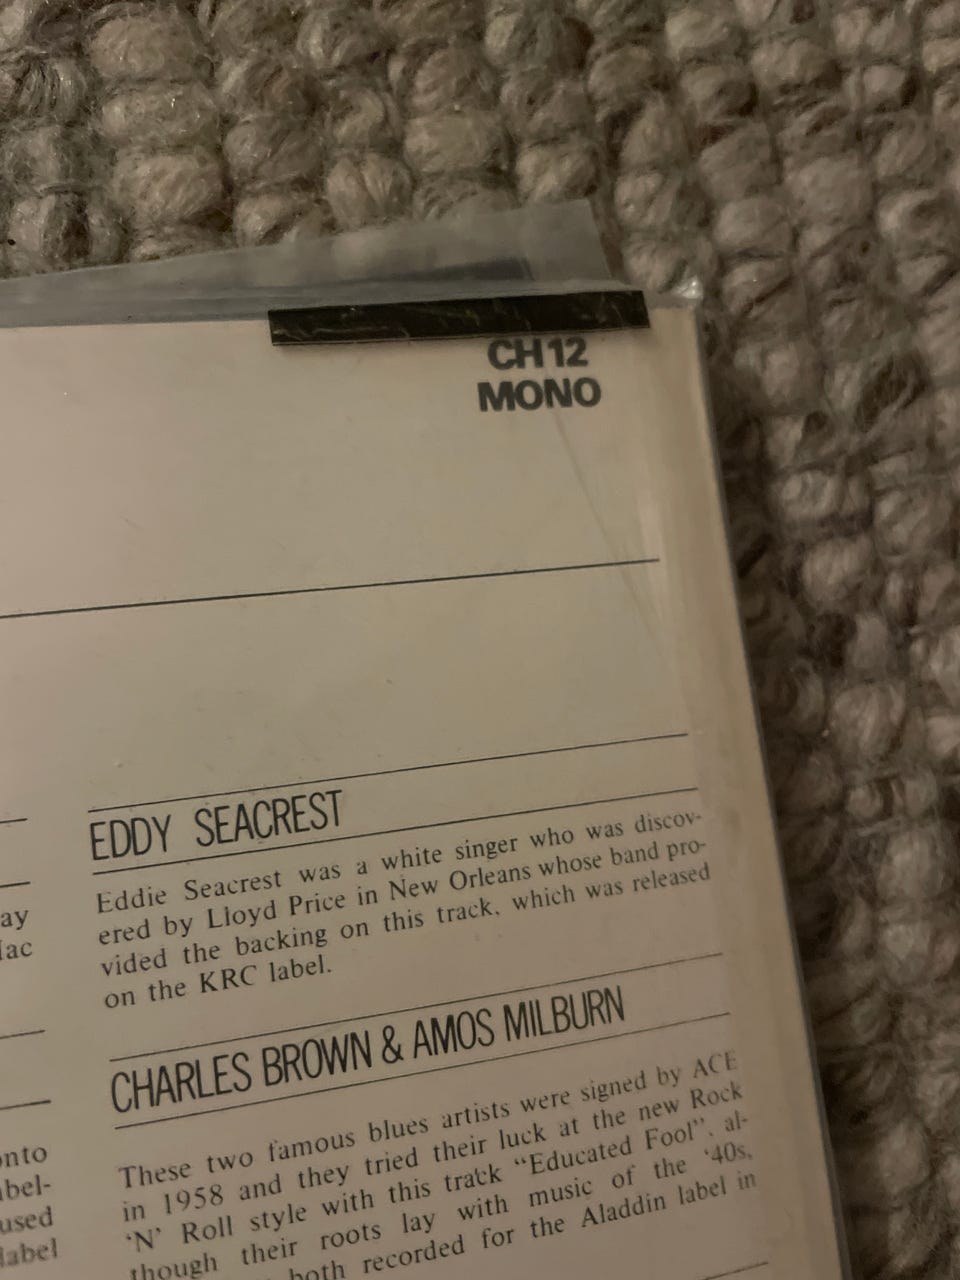 CH12
MONO
EDDY SEACREST
Eddie Seacrest was a white singer who was discov-
ered by Lloyd Price in New Orleans whose band pro-
vided the backing on this track, which was released
on the KRC label.
CHARLES BROWN & AMOS MILBURN
These two famous blues artists were signed by ACE
in 1958 and they tried their luck at the new Rock
'N' Roll style with this track "Educated Fool", al-
though their roots lay with music of the '40s,
both recorded for the Aladdin label in
ay
onto
abel-
used
label